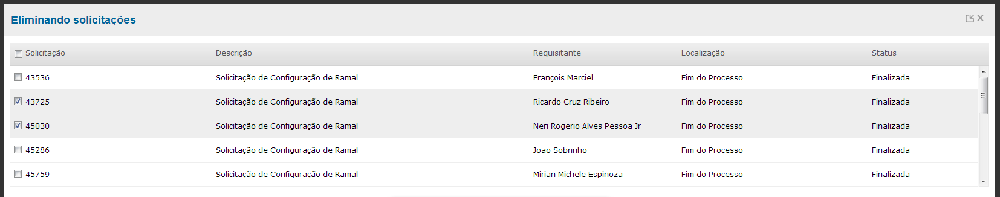 Eliminando solicitações
Solicitação Descrição Requisitante Localização Status
43536 Solicitação de Configuração de Ramal François Marciel Fim do Processo Finalizada
43725 Solicitação de Configuração de Ramal Ricardo Cruz Ribeiro Fim do Processo Finalizada
45030 Solicitação de Configuração de Ramal Neri Rogerio Alves Pessoa Jr Fim do Processo Finalizada
45286 Solicitação de Configuração de Ramal Joao Sobrinho Fim do Processo Finalizada
45759 Solicitação de Configuração de Ramal Mirian Michele Espinoza Fim do Processo Finalizada